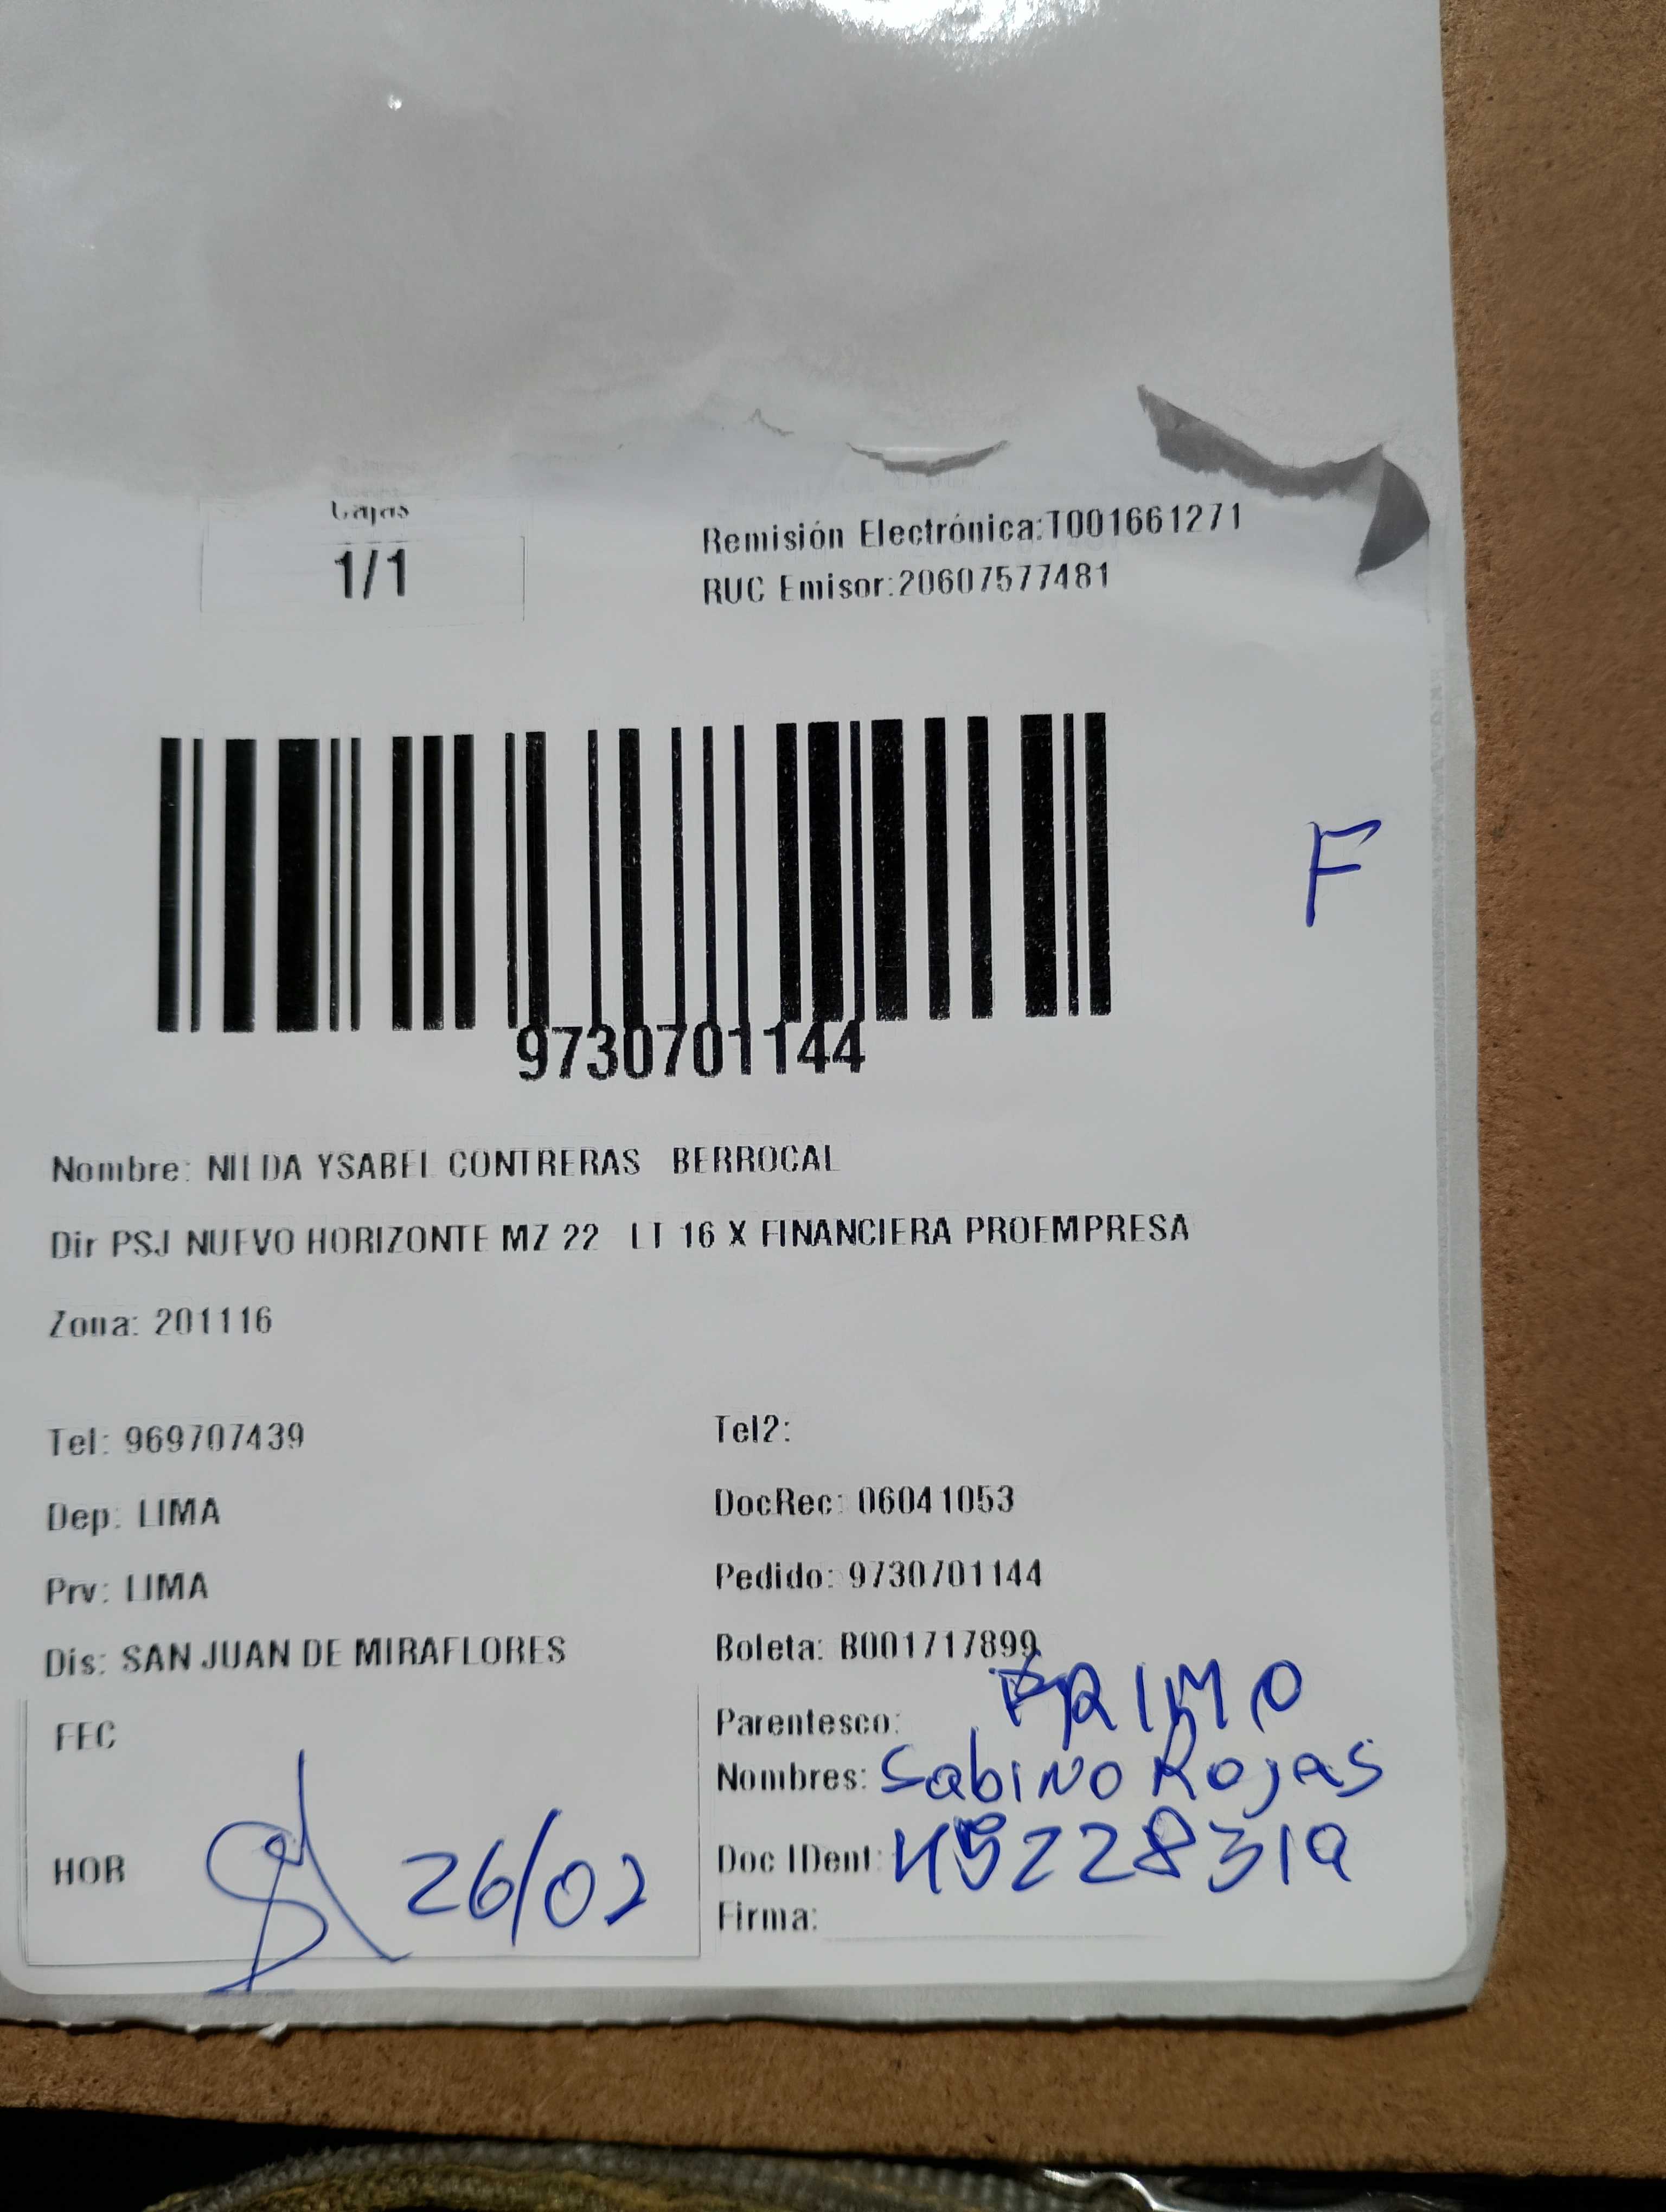 Cajas
1/1
Remisión Electrónica:T001661271
RUC Emisor:20607577481
F
9730701144
Nombre: NILDA YSABEL CONTRERAS BERROCAL
Dir PSJ NUEVO HORIZONTE MZ 22 LT 16 X FINANCIERA PROEMPRESA
Zona: 201116
Tel: 969707439
Tel2:
Dep: LIMA
DocRec: 06041053
Prv: LIMA
Pedido: 9730701144
Dis: SAN JUAN DE MIRAFLORES
Boleta: B001717899
FEC
Parentesco: PRIMO
Nombres: Sabino Rojas
HOR 26/02
Doc IDent:
Firma: